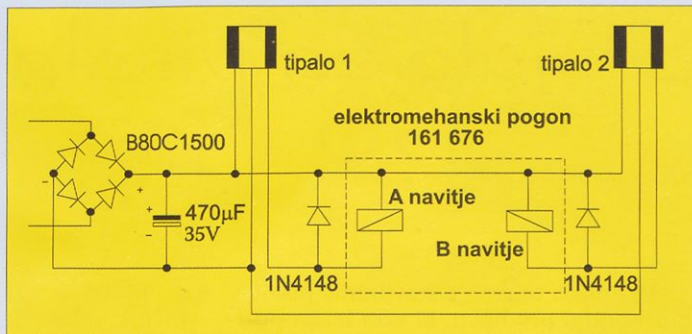 tipalo 1
tipalo 2
elektromehanski pogon
161 676
B80C1500
-
+
+
470µF
35V
−
A navitje
B navitje
1N4148
1N4148